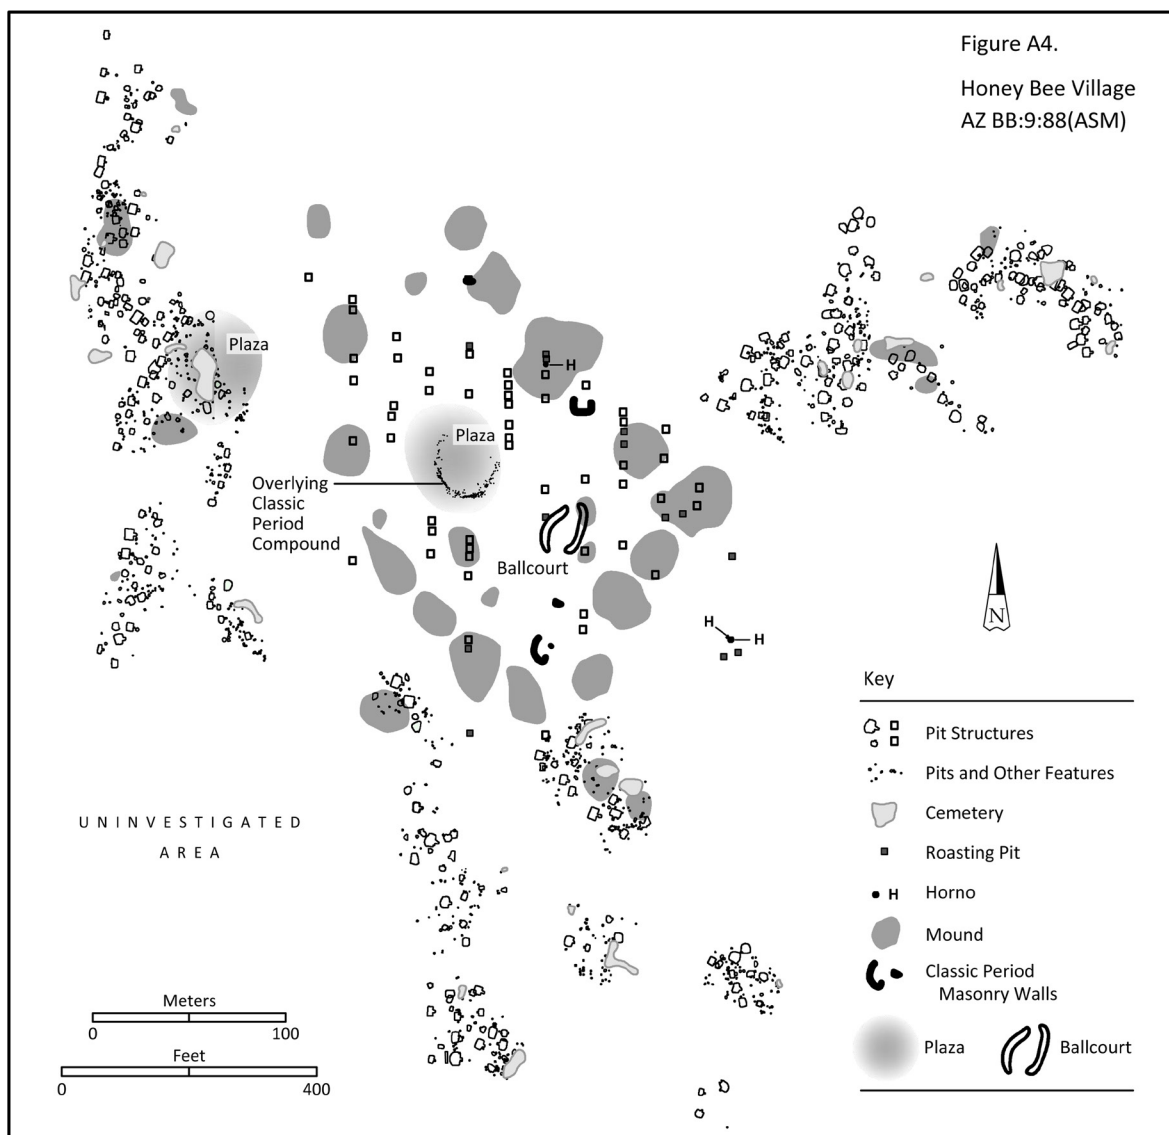 Figure A4.
Honey Bee Village
AZ BB:9:88(ASM)
Plaza
H
Plaza
Overlying
Classic
Period
Compound
Ballcourt
H
H
N
Key
Pit Structures
Pits and Other Features
Cemetery
Roasting Pit
H Horno
Mound
Classic Period
Masonry Walls
Plaza
Ballcourt
UNINVESTIGATED
AREA
Meters
0 100
Feet
0 400